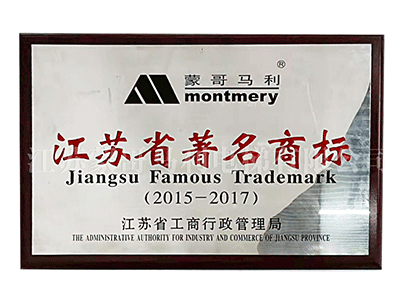 蒙哥马利®
montmery
江苏省著名商标
Jiangsu Famous Trademark
(2015-2017)
江苏省工商行政管理局
THE ADMINISTRATIVE AUTHORITY FOR INDUSTRY AND COMMERCE OF JIANGSU PROVINCE